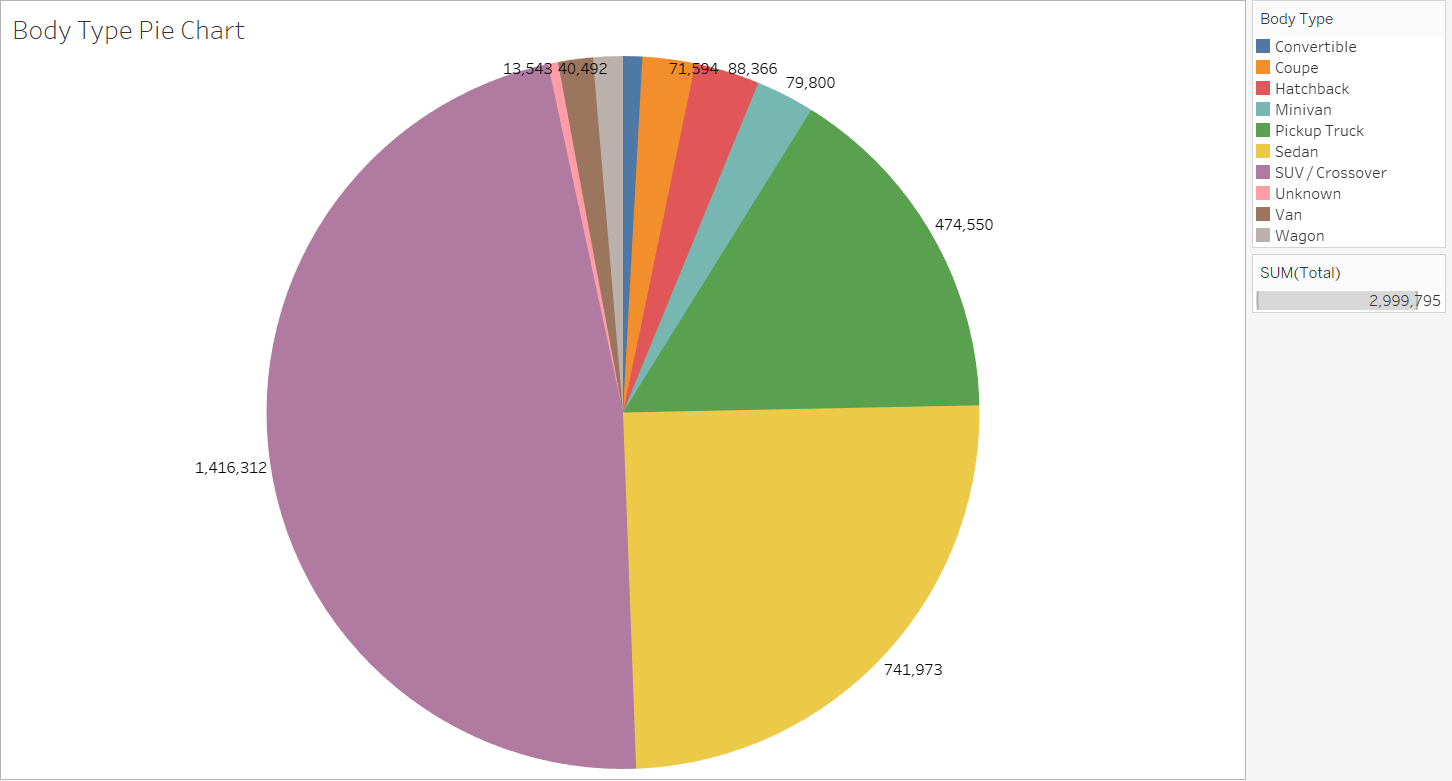 Body Type Pie Chart
13,543 40,492
71,594 88,366
79,800
474,550
1,416,312
741,973
Body Type
Convertible
Coupe
Hatchback
Minivan
Pickup Truck
Sedan
SUV / Crossover
Unknown
Van
Wagon
SUM(Total)
2,999,795